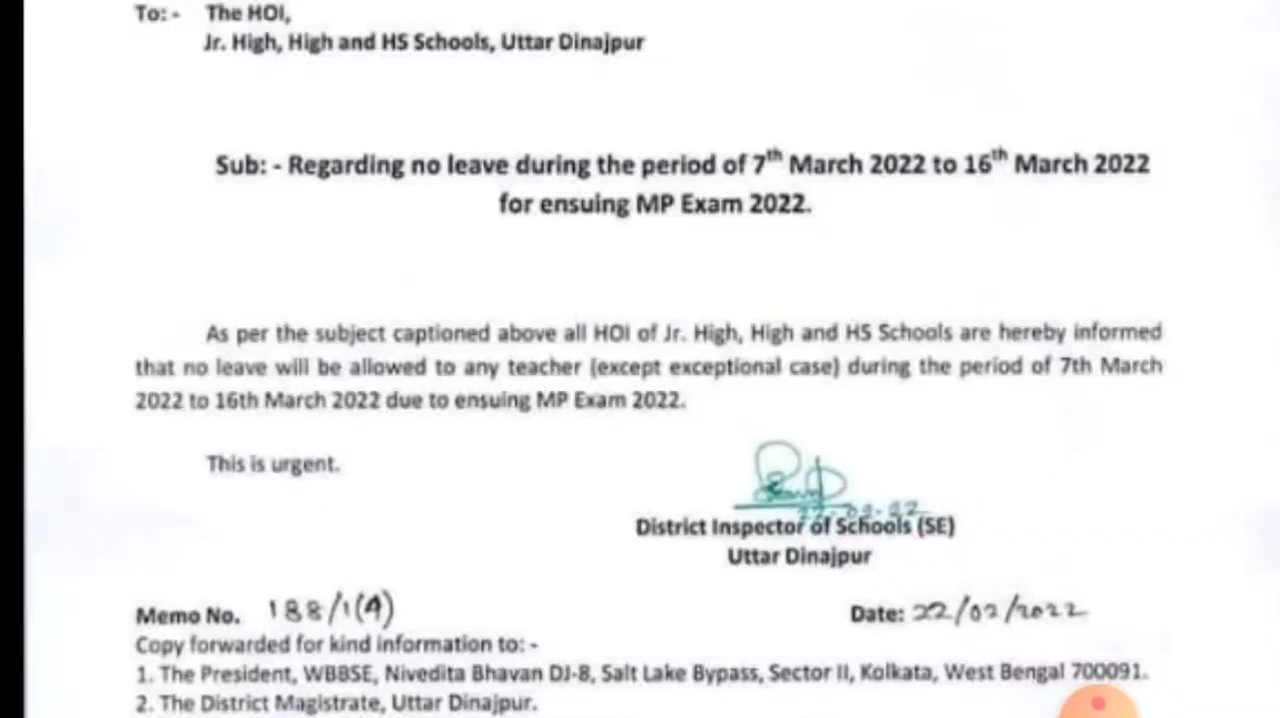 To: - The HOI,
Jr. High, High and HS Schools, Uttar Dinajpur
Sub: - Regarding no leave during the period of 7th March 2022 to 16th March 2022
for ensuing MP Exam 2022.
As per the subject captioned above all HOI of Jr. High, High and HS Schools are hereby informed
that no leave will be allowed to any teacher (except exceptional case) during the period of 7th March
2022 to 16th March 2022 due to ensuing MP Exam 2022.
This is urgent.
22-02-22
District Inspector of Schools (SE)
Uttar Dinajpur
Memo No. 188/1(4) Date: 22/02/2022
Copy forwarded for kind information to: -
1. The President, WBBSE, Nivedita Bhavan DJ-8, Salt Lake Bypass, Sector II, Kolkata, West Bengal 700091.
2. The District Magistrate, Uttar Dinajpur.